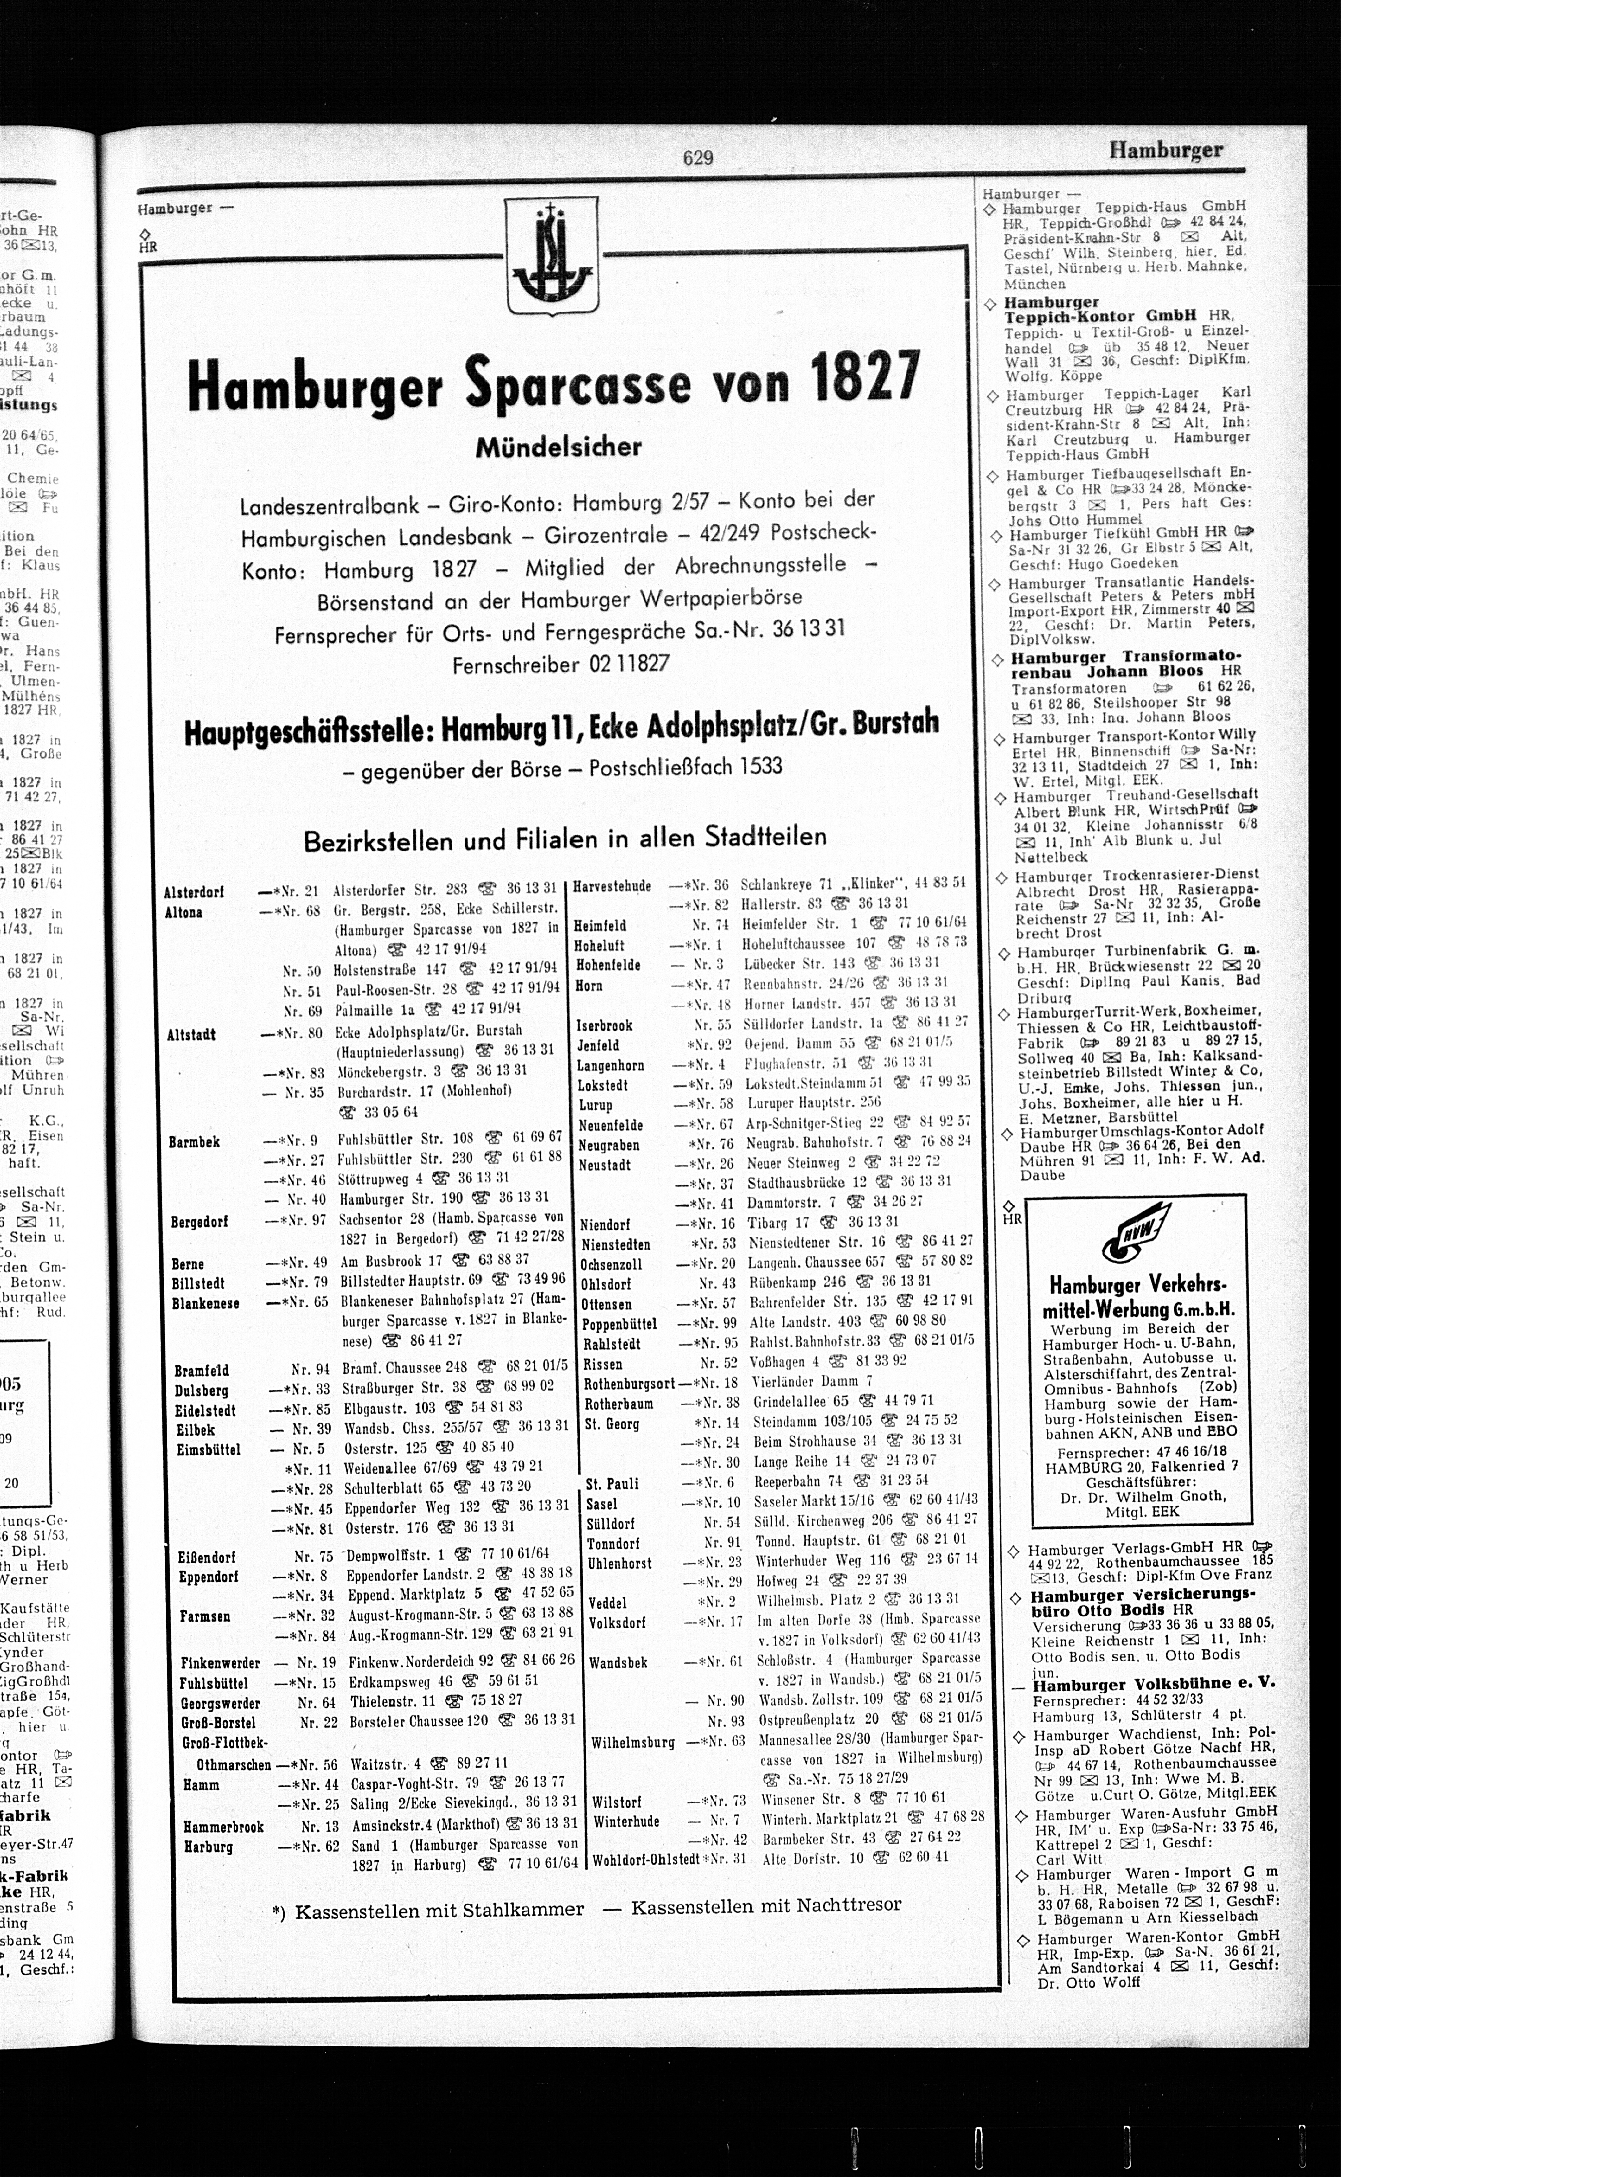 629
Hamburger
Hamburger —
HR
Hamburger Sparcasse von 1827
Mündelsicher
Landeszentralbank – Giro-Konto: Hamburg 2/57 – Konto bei der
Hamburgischen Landesbank – Girozentrale – 42/249 Postscheck-
Konto: Hamburg 1827 – Mitglied der Abrechnungsstelle –
Börsenstand an der Hamburger Wertpapierbörse
Fernsprecher für Orts- und Ferngespräche Sa.-Nr. 36 13 31
Fernschreiber 02 11827
Hauptgeschäftsstelle: Hamburg 11, Ecke Adolphsplatz/Gr. Burstah
– gegenüber der Börse – Postschließfach 1533
Bezirkstellen und Filialen in allen Stadtteilen
Alsterdorf —*Nr. 21 Alsterdorfer Str. 283 ☎ 36 13 31
Altona —*Nr. 68 Gr. Bergstr. 258, Ecke Schillerstr.
(Hamburger Sparcasse von 1827 in
Altona) ☎ 42 17 91/94
Nr. 50 Holstenstraße 147 ☎ 42 17 91/94
Nr. 51 Paul-Roosen-Str. 28 ☎ 42 17 91/94
Nr. 69 Palmaille 1a ☎ 42 17 91/94
Altstadt —*Nr. 80 Ecke Adolphsplatz/Gr. Burstah
(Hauptniederlassung) ☎ 36 13 31
—*Nr. 83 Mönckebergstr. 3 ☎ 36 13 31
— Nr. 35 Burchardstr. 17 (Mohlenhof)
☎ 33 05 64
Barmbek —*Nr. 9 Fuhlsbüttler Str. 108 ☎ 61 69 67
—*Nr. 27 Fuhlsbüttler Str. 230 ☎ 61 61 88
—*Nr. 46 Stöttrupweg 4 ☎ 36 13 31
— Nr. 40 Hamburger Str. 190 ☎ 36 13 31
Bergedorf —*Nr. 97 Sachsentor 28 (Hamb. Sparcasse von
1827 in Bergedorf) ☎ 71 42 27/28
Berne —*Nr. 49 Am Busbrook 17 ☎ 63 88 37
Billstedt —*Nr. 79 Billstedter Hauptstr. 69 ☎ 73 49 96
Blankenese —*Nr. 65 Blankeneser Bahnhofsplatz 27 (Ham-
burger Sparcasse v. 1827 in Blanke-
nese) ☎ 86 41 27
Bramfeld Nr. 94 Bramf. Chaussee 248 ☎ 68 21 01/5
Dulsberg —*Nr. 33 Straßburger Str. 38 ☎ 68 99 02
Eidelstedt —*Nr. 85 Elbgaustr. 103 ☎ 54 81 83
Eilbek — Nr. 39 Wandsb. Chss. 255/57 ☎ 36 13 31
Eimsbüttel — Nr. 5 Osterstr. 125 ☎ 40 85 40
*Nr. 11 Weidenallee 67/69 ☎ 43 79 21
—*Nr. 28 Schulterblatt 65 ☎ 43 73 20
—*Nr. 45 Eppendorfer Weg 132 ☎ 36 13 31
—*Nr. 81 Osterstr. 176 ☎ 36 13 31
Eißendorf Nr. 75 Dempwolffstr. 1 ☎ 77 10 61/64
Eppendorf —*Nr. 8 Eppendorfer Landstr. 2 ☎ 48 38 18
—*Nr. 34 Eppend. Marktplatz 5 ☎ 47 52 65
Farmsen —*Nr. 32 August-Krogmann-Str. 5 ☎ 63 13 88
—*Nr. 84 Aug.-Krogmann-Str. 129 ☎ 63 21 91
Finkenwerder — Nr. 19 Finkenw. Norderdeich 92 ☎ 84 66 26
Fuhlsbüttel —*Nr. 15 Erdkampsweg 46 ☎ 59 61 51
Georgswerder Nr. 64 Thielenstr. 11 ☎ 75 18 27
Groß-Borstel Nr. 22 Borsteler Chaussee 120 ☎ 36 13 31
Groß-Flottbek-
Othmarschen —*Nr. 56 Waitzstr. 4 ☎ 89 27 11
Hamm —*Nr. 44 Caspar-Voght-Str. 79 ☎ 26 13 77
—*Nr. 25 Saling 2/Ecke Sievekingd., 36 13 31
Hammerbrook Nr. 13 Amsinckstr. 4 (Markthof) ☎ 36 13 31
Harburg —*Nr. 62 Sand 1 (Hamburger Sparcasse von
1827 in Harburg) ☎ 77 10 61/64
Harvestehude —*Nr. 36 Schlankreye 71 „Klinker", 44 83 54
—*Nr. 82 Hallerstr. 83 ☎ 36 13 31
Heimfeld Nr. 74 Heimfelder Str. 1 ☎ 77 10 61/64
Hoheluft —*Nr. 1 Hoheluftchaussee 107 ☎ 48 78 73
Hohenfelde — Nr. 3 Lübecker Str. 143 ☎ 36 13 31
Horn —*Nr. 47 Rennbahnstr. 24/26 ☎ 36 13 31
—*Nr. 48 Horner Landstr. 457 ☎ 36 13 31
Iserbrook Nr. 55 Sülldorfer Landstr. 1a ☎ 86 41 27
Jenfeld *Nr. 92 Oejend. Damm 55 ☎ 68 21 01/5
Langenhorn —*Nr. 4 Flughafenstr. 51 ☎ 36 13 31
Lokstedt —*Nr. 59 Lokstedt. Steindamm 51 ☎ 47 99 35
Lurup —*Nr. 58 Luruper Hauptstr. 256
Neuenfelde —*Nr. 67 Arp-Schnitger-Stieg 22 ☎ 84 92 57
Neugraben *Nr. 76 Neugrab. Bahnhofstr. 7 ☎ 76 88 24
Neustadt —*Nr. 26 Neuer Steinweg 2 ☎ 34 22 72
—*Nr. 37 Stadthausbrücke 12 ☎ 36 13 31
—*Nr. 41 Dammtorstr. 7 ☎ 34 26 27
Niendorf —*Nr. 16 Tibarg 17 ☎ 36 13 31
Nienstedten *Nr. 53 Nienstedtener Str. 16 ☎ 86 41 27
Ochsenzoll —*Nr. 20 Langenh. Chaussee 657 ☎ 57 80 82
Ohlsdorf Nr. 43 Rübenkamp 246 ☎ 36 13 31
Ottensen —*Nr. 57 Bahrenfelder Str. 135 ☎ 42 17 91
Poppenbüttel —*Nr. 99 Alte Landstr. 403 ☎ 60 98 80
Rahlstedt —*Nr. 95 Rahlst. Bahnhofstr. 33 ☎ 68 21 01/5
Rissen Nr. 52 Voßhagen 4 ☎ 81 33 92
Rothenburgsort —*Nr. 18 Vierländer Damm 7
Rotherbaum —*Nr. 38 Grindelallee 65 ☎ 44 79 71
St. Georg *Nr. 14 Steindamm 103/105 ☎ 24 75 52
—*Nr. 24 Beim Strohhause 34 ☎ 36 13 31
—*Nr. 30 Lange Reihe 14 ☎ 24 73 07
St. Pauli —*Nr. 6 Reeperbahn 74 ☎ 31 23 54
Sasel —*Nr. 10 Saseler Markt 15/16 ☎ 62 60 41/43
Sülldorf Nr. 54 Sülld. Kirchenweg 206 ☎ 86 41 27
Tonndorf Nr. 91 Tonnd. Hauptstr. 61 ☎ 68 21 01
Uhlenhorst —*Nr. 23 Winterhuder Weg 116 ☎ 23 67 14
—*Nr. 29 Hofweg 24 ☎ 22 37 39
Veddel *Nr. 2 Wilhelmsb. Platz 2 ☎ 36 13 31
Volksdorf —*Nr. 17 Im alten Dorfe 38 (Hmb. Sparcasse
v. 1827 in Volksdorf) ☎ 62 60 41/43
Wandsbek —*Nr. 61 Schloßstr. 4 (Hamburger Sparcasse
v. 1827 in Wandsb.) ☎ 68 21 01/5
— Nr. 90 Wandsb. Zollstr. 109 ☎ 68 21 01/5
Nr. 93 Ostpreußenplatz 20 ☎ 68 21 01/5
Wilhelmsburg —*Nr. 63 Mannesallee 28/30 (Hamburger Spar-
casse von 1827 in Wilhelmsburg)
☎ Sa.-Nr. 75 18 27/29
Wilstorf —*Nr. 73 Winsener Str. 8 ☎ 77 10 61
Winterhude — Nr. 7 Winterh. Marktplatz 21 ☎ 47 68 28
—*Nr. 42 Barmbeker Str. 43 ☎ 27 64 22
Wohldorf-Ohlstedt *Nr. 31 Alte Dorfstr. 10 ☎ 62 60 41
*) Kassenstellen mit Stahlkammer — Kassenstellen mit Nachttresor
Hamburger —
◇ Hamburger Teppich-Haus GmbH
HR, Teppich-Großhdl 42 84 24,
Präsident-Krahn-Str 8 ✉ Alt,
Geschf' Wilh. Steinberg, hier, Ed.
Tastel, Nürnberg u. Herb. Mahnke,
München
◇ Hamburger
Teppich-Kontor GmbH HR,
Teppich- u Textil-Groß- u Einzel-
handel üb 35 48 12, Neuer
Wall 31 ✉ 36, Geschf: DiplKfm.
Wolfg. Köppe
◇ Hamburger Teppich-Lager Karl
Creutzburg HR 42 84 24, Prä-
sident-Krahn-Str 8 ✉ Alt, Inh:
Karl Creutzburg u. Hamburger
Teppich-Haus GmbH
◇ Hamburger Tiefbaugesellschaft En-
gel & Co HR 33 24 28, Möncke-
bergstr 3 ✉ 1, Pers haft Ges:
Johs Otto Hummel
◇ Hamburger Tiefkühl GmbH HR
Sa-Nr 31 32 26, Gr Elbstr 5 ✉ Alt,
Geschf: Hugo Goedeken
◇ Hamburger Transatlantic Handels-
Gesellschaft Peters & Peters mbH
Import-Export HR, Zimmerstr 40 ✉
22, Geschf: Dr. Martin Peters,
DiplVolksw.
◇ Hamburger Transformato-
renbau Johann Bloos HR
Transformatoren 61 62 26,
u 61 82 86, Steilshooper Str 98
✉ 33, Inh: Ing. Johann Bloos
◇ Hamburger Transport-Kontor Willy
Ertel HR, Binnenschiff Sa-Nr:
32 13 11, Stadtdeich 27 ✉ 1, Inh:
W. Ertel, Mitgl. EEK.
◇ Hamburger Treuhand-Gesellschaft
Albert Blunk HR, WirtschPrüf
34 01 32, Kleine Johannisstr 6/8
✉ 11, Inh' Alb Blunk u. Jul
Nettelbeck
◇ Hamburger Trockenrasierer-Dienst
Albrecht Drost HR, Rasierappa-
rate Sa-Nr 32 32 35, Große
Reichenstr 27 ✉ 11, Inh: Al-
brecht Drost
◇ Hamburger Turbinenfabrik G. m.
b.H. HR, Brückwiesenstr 22 ✉ 20
Geschf: DiplIng Paul Kanis, Bad
Driburg
◇ Hamburger Turrit-Werk, Boxheimer,
Thiessen & Co HR, Leichtbaustoff-
Fabrik 89 21 83 u 89 27 15,
Sollweg 40 ✉ Ba, Inh: Kalksand-
steinbetrieb Billstedt Winter & Co,
U.-J. Emke, Johs. Thiessen jun.,
Johs. Boxheimer, alle hier u H.
E. Metzner, Barsbüttel
◇ Hamburger Umschlags-Kontor Adolf
Daube HR 36 64 26, Bei den
Mühren 91 ✉ 11, Inh: F. W. Ad.
Daube
◇
HR
HVW
Hamburger Verkehrs-
mittel-Werbung G.m.b.H.
Werbung im Bereich der
Hamburger Hoch- u. U-Bahn,
Straßenbahn, Autobusse u.
Alsterschiffahrt, des Zentral-
Omnibus-Bahnhofs (Zob)
Hamburg sowie der Ham-
burg-Holsteinischen Eisen-
bahnen AKN, ANB und EBO
Fernsprecher: 47 46 16/18
HAMBURG 20, Falkenried 7
Geschäftsführer:
Dr. Dr. Wilhelm Gnoth,
Mitgl. EEK
◇ Hamburger Verlags-GmbH HR
44 92 22, Rothenbaumchaussee 185
✉ 13, Geschf: Dipl-Kfm Ove Franz
◇ Hamburger Versicherungs-
büro Otto Bodis HR
Versicherung 33 36 36 u 33 88 05,
Kleine Reichenstr 1 ✉ 11, Inh:
Otto Bodis sen. u. Otto Bodis
jun.
— Hamburger Volksbühne e. V.
Fernsprecher: 44 52 32/33
Hamburg 13, Schlüterstr 4 pt.
◇ Hamburger Wachdienst, Inh: Pol-
Insp aD Robert Götze Nachf HR,
44 67 14, Rothenbaumchaussee
Nr 99 ✉ 13, Inh: Wwe M. B.
Götze u. Curt O. Götze, Mitgl. EEK
◇ Hamburger Waren-Ausfuhr GmbH
HR, IM' u. Exp Sa-Nr: 33 75 46,
Kattrepel 2 ✉ 1, Geschf:
Carl Witt
◇ Hamburger Waren-Import G m
b. H. HR, Metalle 32 67 98 u.
33 07 68, Raboisen 72 ✉ 1, GeschF:
L Bögemann u Arn Kiesselbach
◇ Hamburger Waren-Kontor GmbH
HR, Imp-Exp. Sa-N. 36 61 21,
Am Sandtorkai 4 ✉ 11, Geschf:
Dr. Otto Wolff